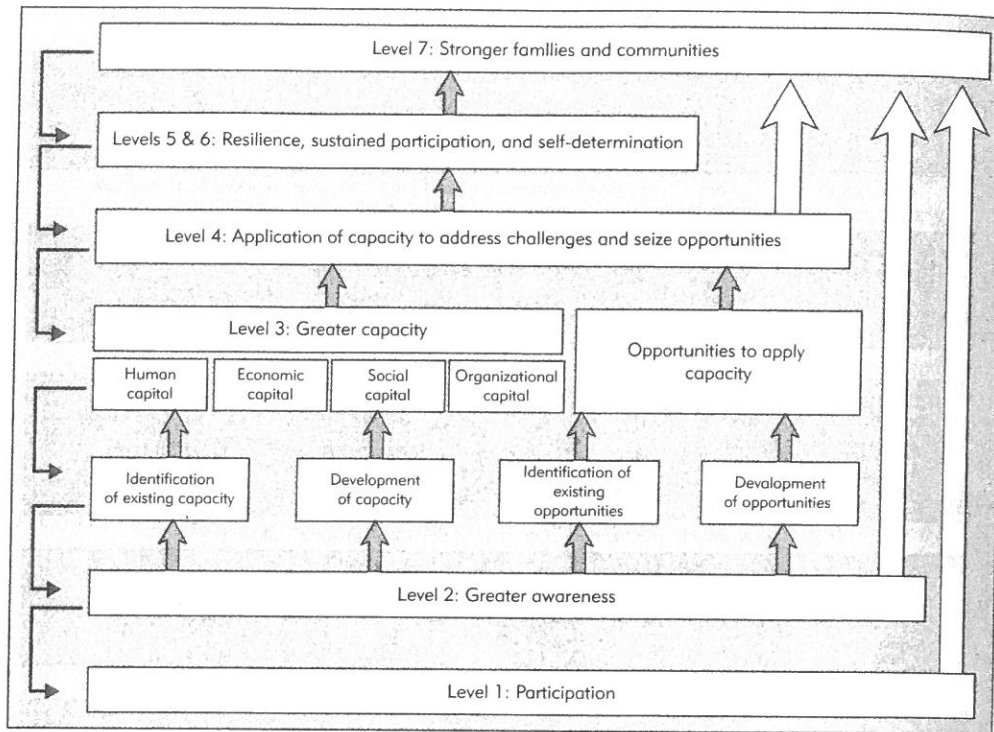 Level 7: Stronger famllies and communities
Levels 5 & 6: Resilience, sustained participation, and self-determination
Level 4: Application of capacity to address challenges and seize opportunities
Level 3: Greater capacity
Opportunities to apply
capacity
Human
capital
Economic
capital
Social
capital
Organizational
capital
Identification
of existing capacity
Development
of capacity
Identification of
existing
opportunities
Devalopment
of opportunities
Level 2: Greater awareness
Level 1: Participation